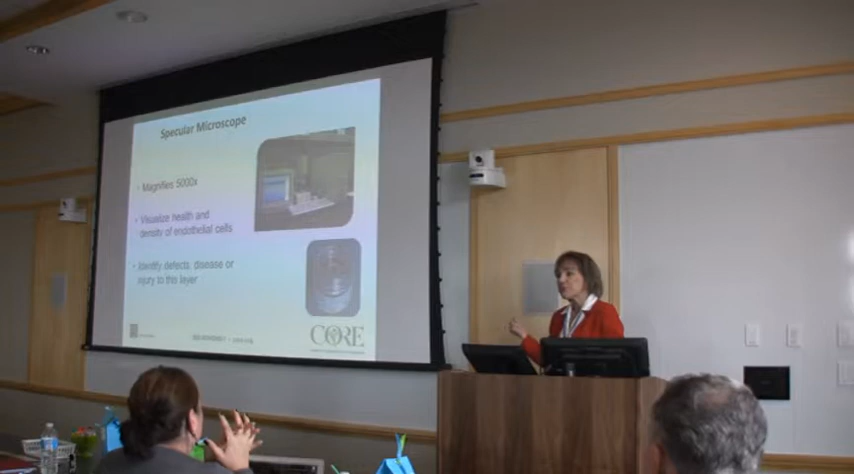 Specular Microscope
• Magnifies 5000x
• Visualize health and
density of endothelial cells
• Identify defects, disease or
injury to this layer
CORE